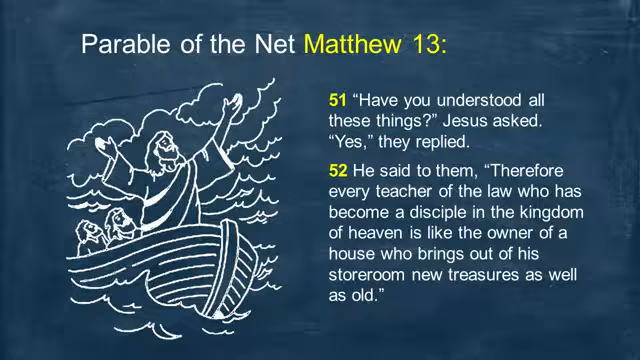 Parable of the Net Matthew 13:
51 “Have you understood all
these things?” Jesus asked.
“Yes,” they replied.
52 He said to them, “Therefore
every teacher of the law who has
become a disciple in the kingdom
of heaven is like the owner of a
house who brings out of his
storeroom new treasures as well
as old.”